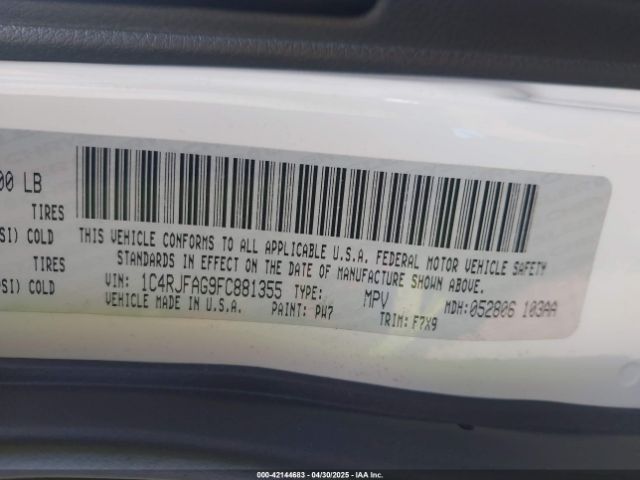 00 LB
TIRES
SI) COLD
TIRES
PSI) COLD
THIS VEHICLE CONFORMS TO ALL APPLICABLE U.S.A. FEDERAL MOTOR VEHICLE SAFETY
STANDARDS IN EFFECT ON THE DATE OF MANUFACTURE SHOWN ABOVE.
VIN: 1C4RJFAG9FC881355 TYPE: MPV MDH:052806 103AA
VEHICLE MADE IN U.S.A. PAINT: PW7 TRIM: F7X9
000-42144683 - 04/30/2025 - IAA Inc.